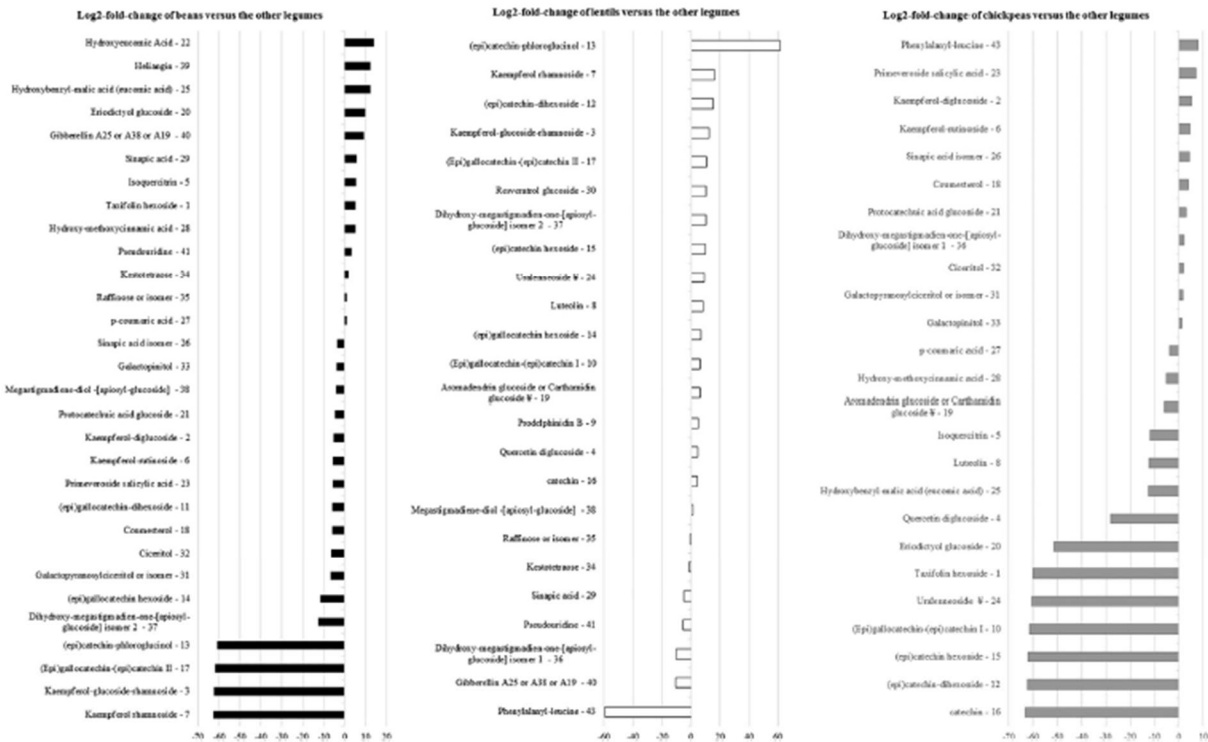 Log2-fold-change of beans versus the other legumes
Hydroxyeucomic Acid - 22
Heliangin - 39
Hydroxybenzyl-malic acid (eucomic acid) - 25
Eriodictyol glucoside - 20
Gibberellin A25 or A38 or A19 - 40
Sinapic acid - 29
Isoquercitrin - 5
Taxifolin hexoside - 1
Hydroxy-methoxycinnamic acid - 28
Pseudouridine - 41
Kestotetraose - 34
Raffinose or isomer - 35
p-coumaric acid - 27
Sinapic acid isomer - 26
Galactopinitol - 33
Megastigmadiene-diol -[apiosyl-glucoside] - 38
Protocatechuic acid glucoside - 21
Kaempferol-diglucoside - 2
Kaempferol-rutinoside - 6
Primeveroside salicylic acid - 23
(epi)gallocatechin-dihexoside - 11
Coumesterol - 18
Ciceritol - 32
Galactopyranosylciceritol or isomer - 31
(epi)gallocatechin hexoside - 14
Dihydroxy-megastigmadien-one-[apiosyl-
glucoside] isomer 2 - 37
(epi)catechin-phloroglucinol - 13
(Epi)gallocatechin-(epi)catechin II - 17
Kaempferol-glucoside-rhamnoside - 3
Kaempferol rhamnoside - 7
-70 -60 -50 -40 -30 -20 -10 0 10 20
Log2-fold-change of lentils versus the other legumes
(epi)catechin-phloroglucinol - 13
Kaempferol rhamnoside - 7
(epi)catechin-dihexoside - 12
Kaempferol-glucoside-rhamnoside - 3
(Epi)gallocatechin-(epi)catechin II - 17
Resveratrol glucoside - 30
Dihydroxy-megastigmadien-one-[apiosyl-
glucoside] isomer 2 - 37
(epi)catechin hexoside - 15
Uralenneoside ¥ - 24
Luteolin - 8
(epi)gallocatechin hexoside - 14
(Epi)gallocatechin-(epi)catechin I - 10
Aromadendrin glucoside or Carthamidin
glucoside ¥ - 19
Prodelphinidin B - 9
Quercetin diglucoside - 4
catechin - 16
Megastigmadiene-diol -[apiosyl-glucoside] - 38
Raffinose or isomer - 35
Kestotetraose - 34
Sinapic acid - 29
Pseudouridine - 41
Dihydroxy-megastigmadien-one-[apiosyl-
glucoside] isomer 1 - 36
Gibberellin A25 or A38 or A19 - 40
Phenylalanyl-leucine - 43
-60 -40 -20 0 20 40 60
Log2-fold-change of chickpeas versus the other legumes
Phenylalanyl-leucine - 43
Primeveroside salicylic acid - 23
Kaempferol-diglucoside - 2
Kaempferol-rutinoside - 6
Sinapic acid isomer - 26
Coumesterol - 18
Protocatechuic acid glucoside - 21
Dihydroxy-megastigmadien-one-[apiosyl-
glucoside] isomer 1 - 36
Ciceritol - 32
Galactopyranosylciceritol or isomer - 31
Galactopinitol - 33
p-coumaric acid - 27
Hydroxy-methoxycinnamic acid - 28
Aromadendrin glucoside or Carthamidin
glucoside ¥ - 19
Isoquercitrin - 5
Luteolin - 8
Hydroxybenzyl-malic acid (eucomic acid) - 25
Quercetin diglucoside - 4
Eriodictyol glucoside - 20
Taxifolin hexoside - 1
Uralenneoside ¥ - 24
(Epi)gallocatechin-(epi)catechin I - 10
(epi)catechin hexoside - 15
(epi)catechin-dihexoside - 12
catechin - 16
-70 -60 -50 -40 -30 -20 -10 0 10